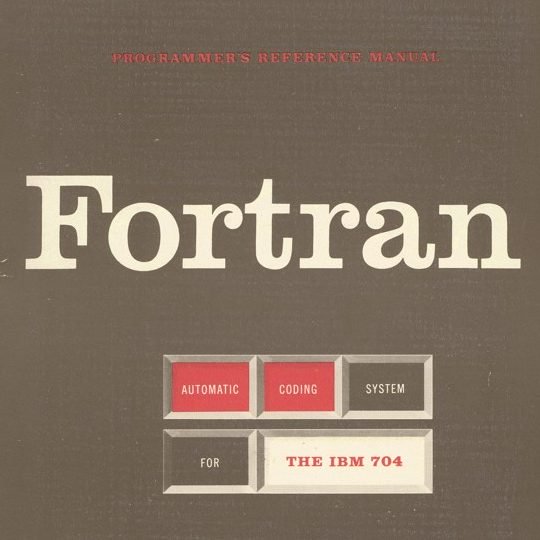 PROGRAMMER'S REFERENCE MANUAL
Fortran
AUTOMATIC CODING SYSTEM
FOR THE IBM 704